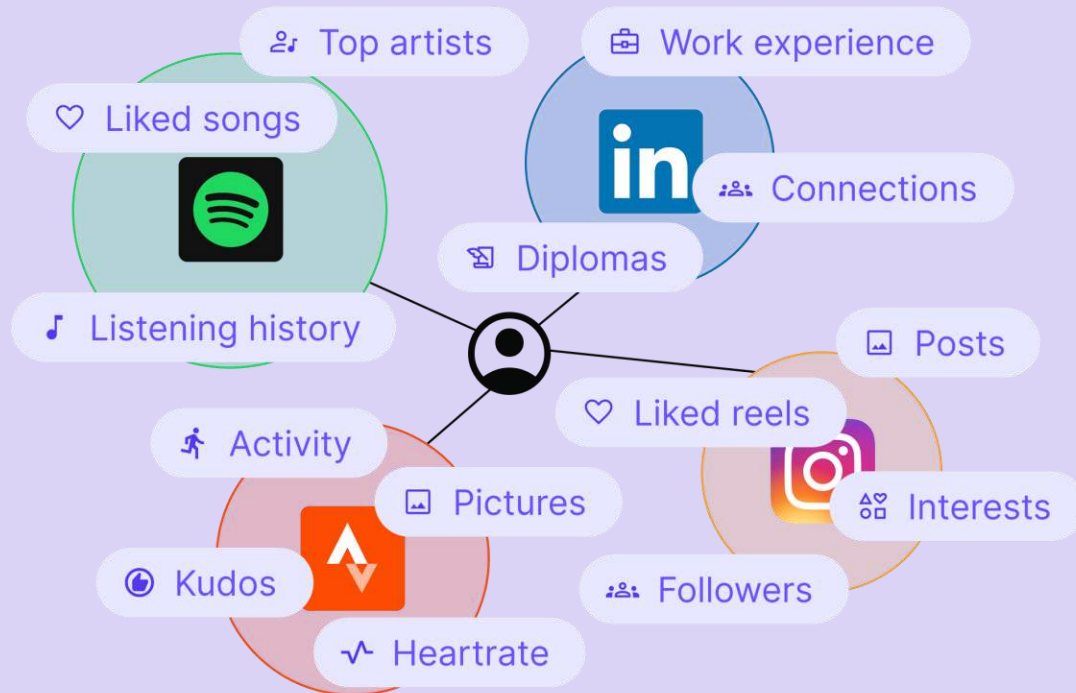 Top artists
Liked songs
Listening history
Work experience
in
Connections
Diplomas
Posts
Liked reels
Interests
Followers
Activity
Pictures
Kudos
Heartrate